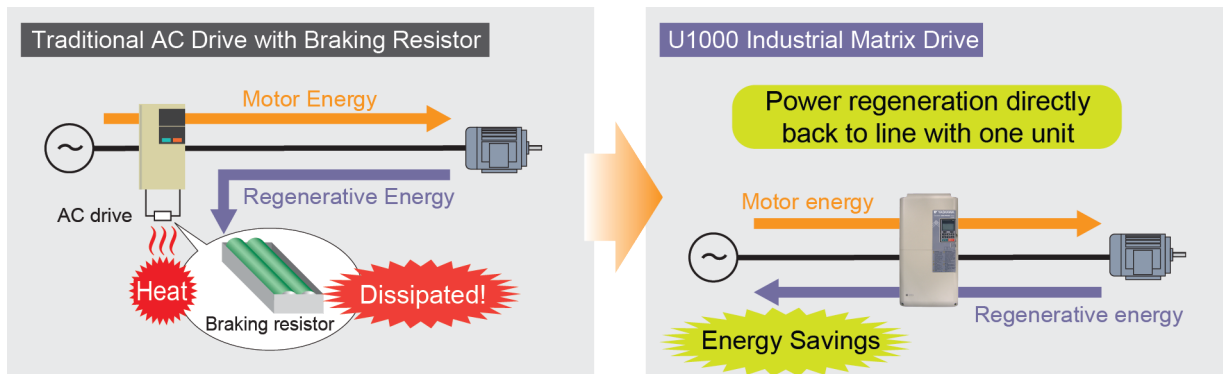 Traditional AC Drive with Braking Resistor
Motor Energy
Regenerative Energy
AC drive
Heat
Braking resistor
Dissipated!
U1000 Industrial Matrix Drive
Power regeneration directly
back to line with one unit
Motor energy
Regenerative energy
Energy Savings